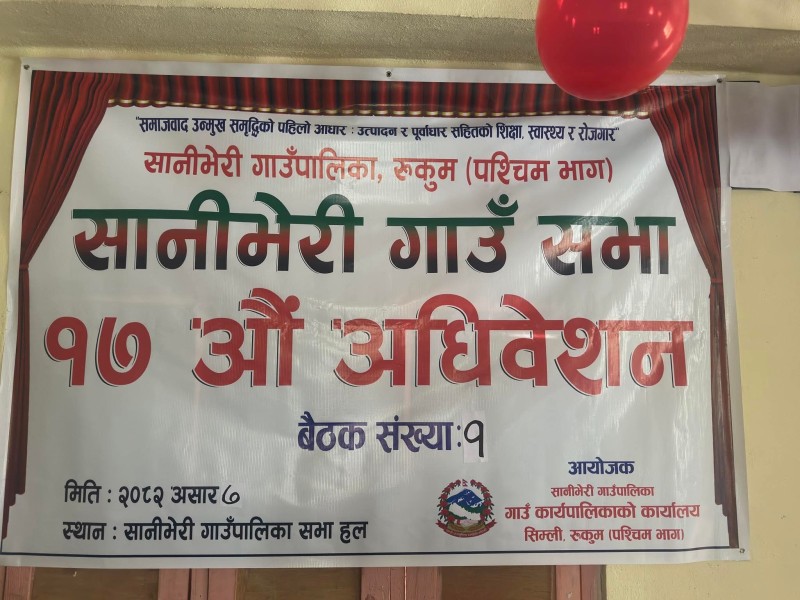 "समाजवाद उन्मुख समृद्धिको पहिलो आधार : उत्पादन र पूर्वाधार सहितको शिक्षा, स्वास्थ्य र रोजगार"
सानीभेरी गाउँपालिका, रुकुम (पश्चिम भाग)
सानीभेरी गाउँ सभा
१७ औं अधिवेशन
बैठक संख्या: १
मिति : २०८२ असार ७
स्थान : सानीभेरी गाउँपालिका सभा हल
आयोजक
सानीभेरी गाउँपालिका
गाउँ कार्यपालिकाको कार्यालय
सिम्ली, रुकुम (पश्चिम भाग)